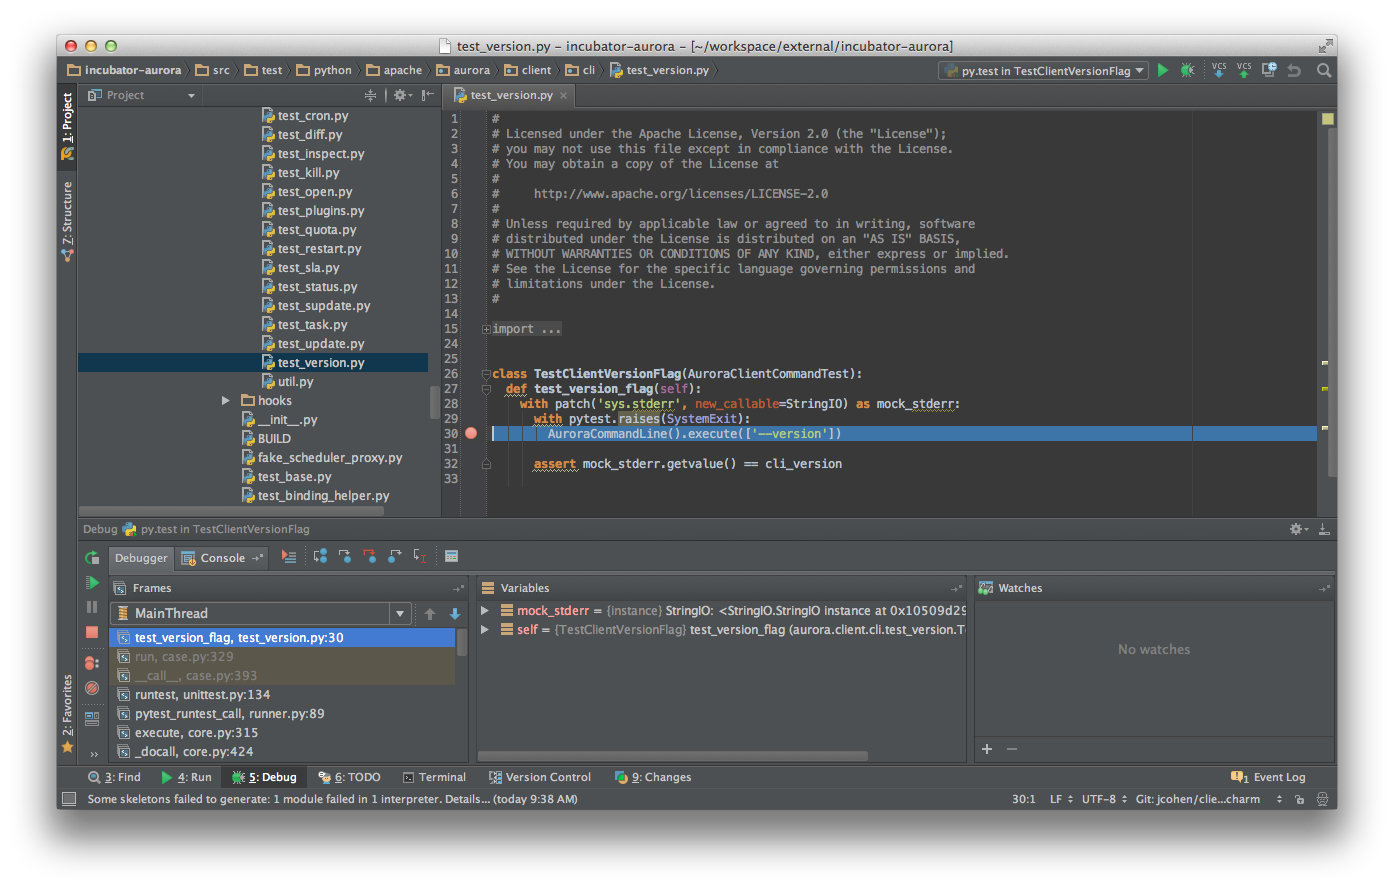 test_version.py – incubator-aurora – [~/workspace/external/incubator-aurora]
incubator-aurora src test python apache aurora client cli test_version.py
py.test in TestClientVersionFlag
VCS VCS
1: Project
Z: Structure
2: Favorites
Project
test_cron.py
test_diff.py
test_inspect.py
test_kill.py
test_open.py
test_plugins.py
test_quota.py
test_restart.py
test_sla.py
test_status.py
test_supdate.py
test_task.py
test_update.py
test_version.py
util.py
hooks
__init__.py
BUILD
fake_scheduler_proxy.py
test_base.py
test_binding_helper.py
test_version.py
1 #
2 # Licensed under the Apache License, Version 2.0 (the "License");
3 # you may not use this file except in compliance with the License.
4 # You may obtain a copy of the License at
5 #
6 #     http://www.apache.org/licenses/LICENSE-2.0
7 #
8 # Unless required by applicable law or agreed to in writing, software
9 # distributed under the License is distributed on an "AS IS" BASIS,
10 # WITHOUT WARRANTIES OR CONDITIONS OF ANY KIND, either express or implied.
11 # See the License for the specific language governing permissions and
12 # limitations under the License.
13 #
14
15 import ...
24
25
26 class TestClientVersionFlag(AuroraClientCommandTest):
27   def test_version_flag(self):
28     with patch('sys.stderr', new_callable=StringIO) as mock_stderr:
29       with pytest.raises(SystemExit):
30         AuroraCommandLine().execute(['--version'])
31
32       assert mock_stderr.getvalue() == cli_version
33
Debug py.test in TestClientVersionFlag
Debugger Console
Frames
MainThread
test_version_flag, test_version.py:30
run, case.py:329
__call__, case.py:393
runtest, unittest.py:134
pytest_runtest_call, runner.py:89
execute, core.py:315
_docall, core.py:424
Variables
mock_stderr = {instance} StringIO: <StringIO.StringIO instance at 0x10509d29
self = {TestClientVersionFlag} test_version_flag (aurora.client.cli.test_version.T
Watches
No watches
3: Find 4: Run 5: Debug 6: TODO Terminal Version Control 9: Changes 1 Event Log
Some skeletons failed to generate: 1 module failed in 1 interpreter. Details... (today 9:38 AM) 30:1 LF UTF-8 Git: jcohen/clie...charm